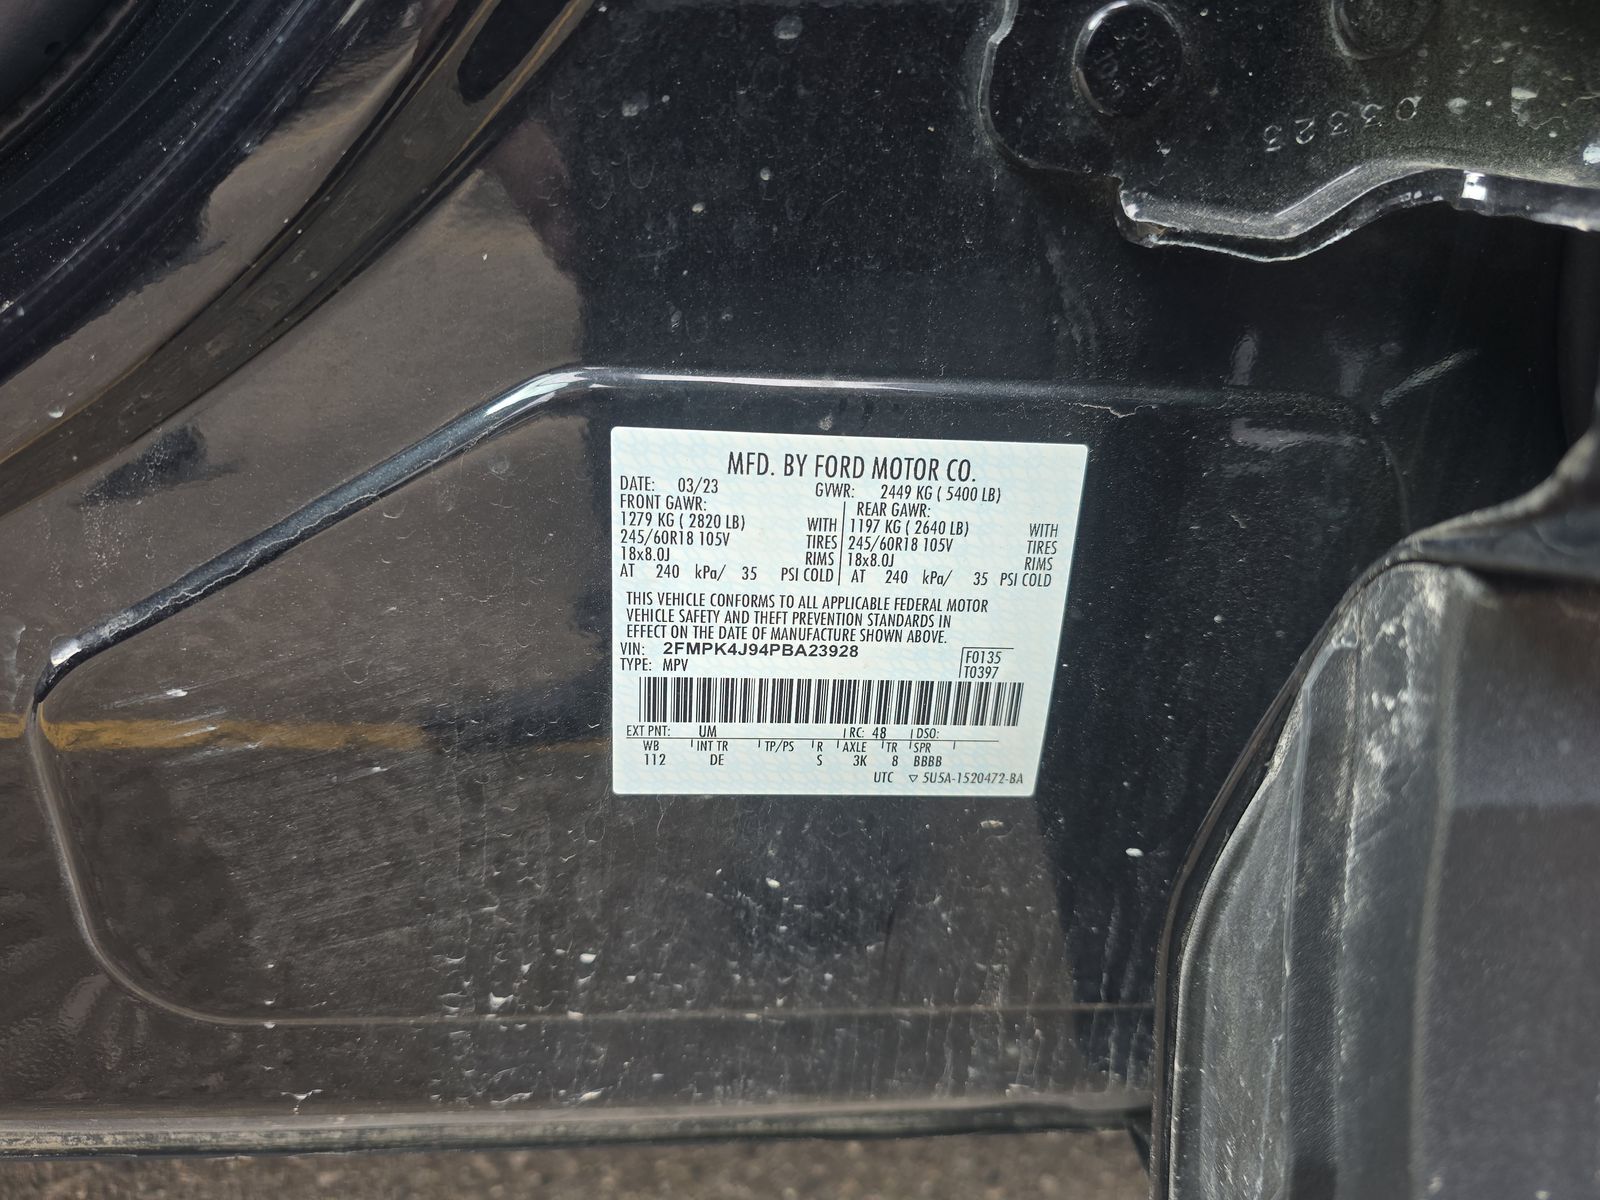 03323
MFD. BY FORD MOTOR CO.
DATE: 03/23 GVWR: 2449 KG ( 5400 LB)
FRONT GAWR: REAR GAWR:
1279 KG ( 2820 LB) WITH 1197 KG ( 2640 LB) WITH
245/60R18 105V TIRES 245/60R18 105V TIRES
18x8.0J RIMS 18x8.0J RIMS
AT 240 kPa/ 35 PSI COLD AT 240 kPa/ 35 PSI COLD
THIS VEHICLE CONFORMS TO ALL APPLICABLE FEDERAL MOTOR
VEHICLE SAFETY AND THEFT PREVENTION STANDARDS IN
EFFECT ON THE DATE OF MANUFACTURE SHOWN ABOVE.
VIN: 2FMPK4J94PBA23928 F0135
TYPE: MPV T0397
EXT PNT: UM RC: 48 DSO:
WB INT TR TP/PS R AXLE TR SPR
112 DE S 3K 8 BBBB
UTC ▽ 5U5A-1520472-BA